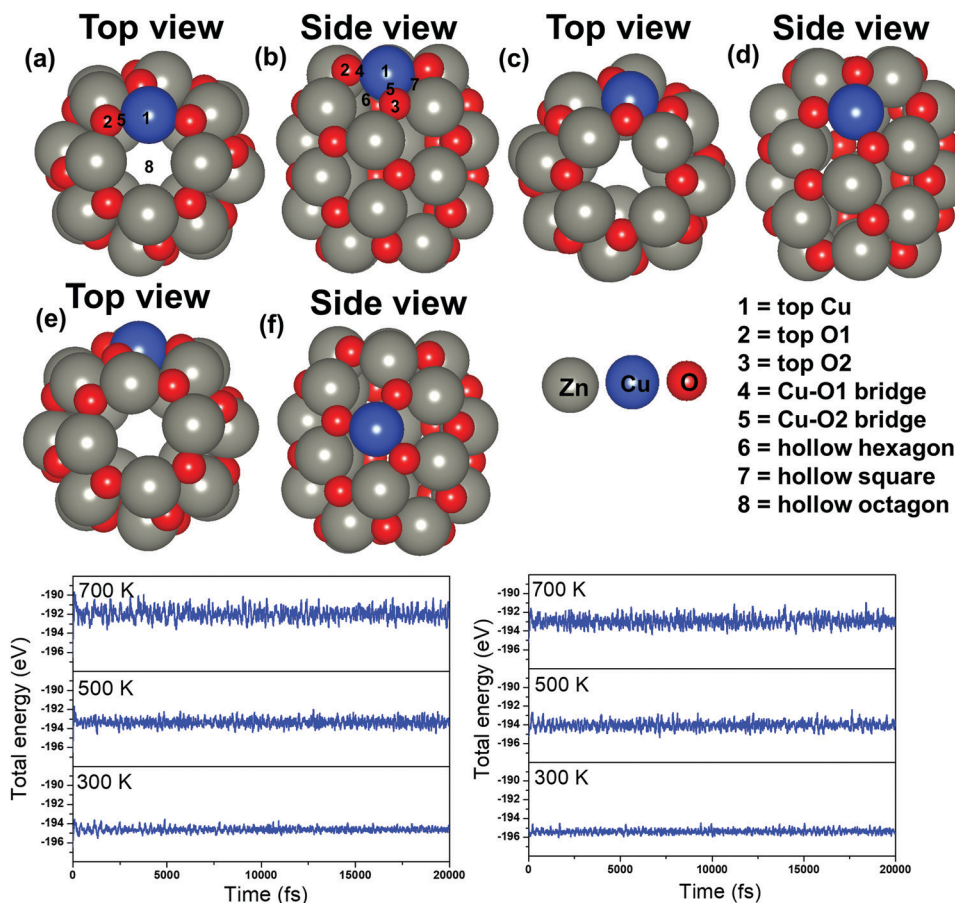 Top view
Side view
Top view
Side view
(a)
(b)
(c)
(d)
2 5 1
8
2 4 1
5 7
6
3
Top view
Side view
(e)
(f)
Zn
Cu
O
1 = top Cu
2 = top O1
3 = top O2
4 = Cu-O1 bridge
5 = Cu-O2 bridge
6 = hollow hexagon
7 = hollow square
8 = hollow octagon
Total energy (eV)
-190
700 K
-192
-194
-196
-190
500 K
-192
-194
-196
-190
300 K
-192
-194
-196
0
5000
10000
15000
20000
Time (fs)
Total energy (eV)
-190
700 K
-192
-194
-196
-190
500 K
-192
-194
-196
-190
300 K
-192
-194
-196
0
5000
10000
15000
20000
Time (fs)